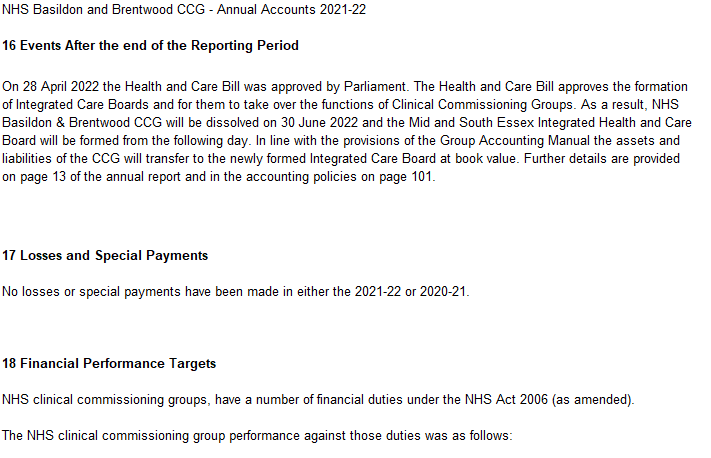 NHS Basildon and Brentwood CCG - Annual Accounts 2021-22
16 Events After the end of the Reporting Period
On 28 April 2022 the Health and Care Bill was approved by Parliament. The Health and Care Bill approves the formation
of Integrated Care Boards and for them to take over the functions of Clinical Commissioning Groups. As a result, NHS
Basildon & Brentwood CCG will be dissolved on 30 June 2022 and the Mid and South Essex Integrated Health and Care
Board will be formed from the following day. In line with the provisions of the Group Accounting Manual the assets and
liabilities of the CCG will transfer to the newly formed Integrated Care Board at book value. Further details are provided
on page 13 of the annual report and in the accounting policies on page 101.
17 Losses and Special Payments
No losses or special payments have been made in either the 2021-22 or 2020-21.
18 Financial Performance Targets
NHS clinical commissioning groups, have a number of financial duties under the NHS Act 2006 (as amended).
The NHS clinical commissioning group performance against those duties was as follows: